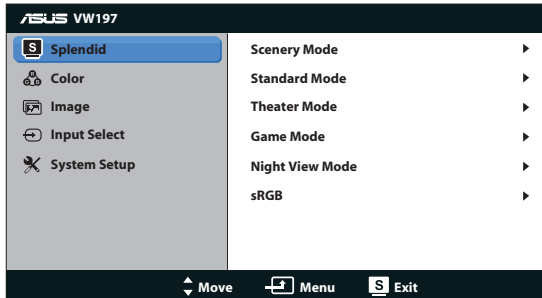 ASUS VW197
S Splendid
Color
Image
Input Select
System Setup
Scenery Mode
Standard Mode
Theater Mode
Game Mode
Night View Mode
sRGB
Move Menu S Exit